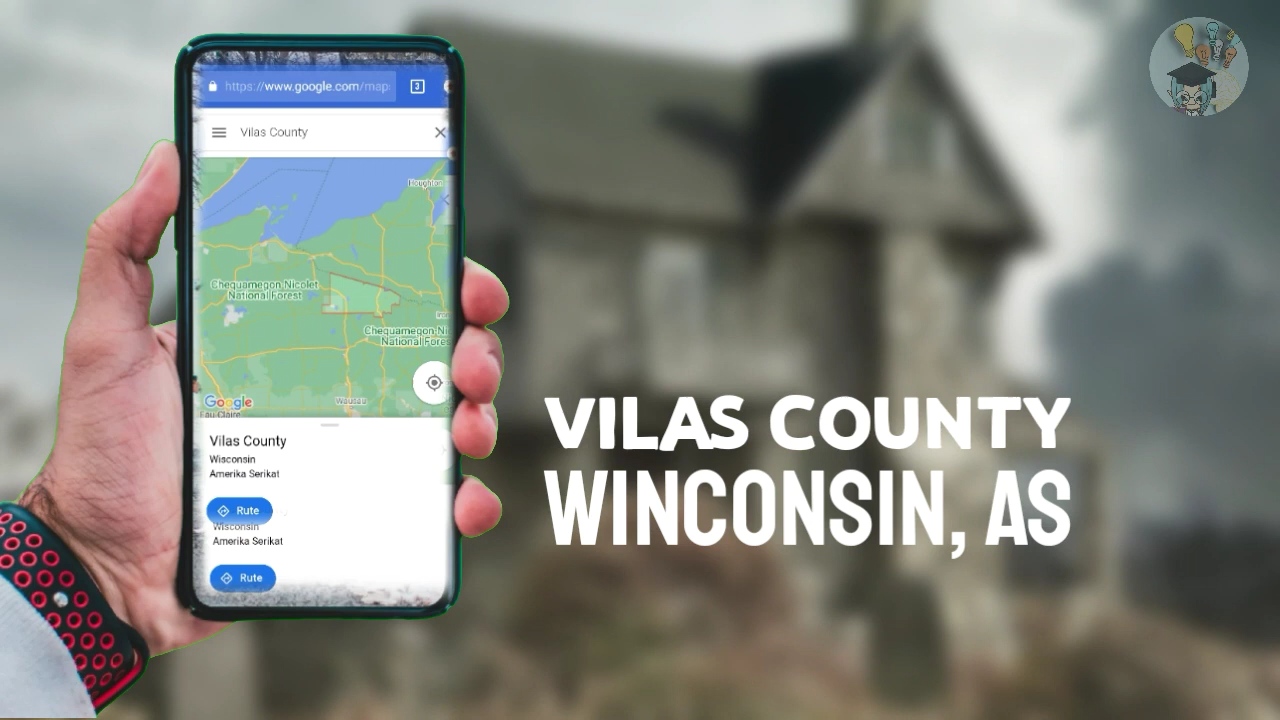 https://www.google.com/map
3
Vilas County
Houghton
Chequamegon Nicolet
National Forest
Chequamegon-Ni
National Fores
Wausau
Google
Eau Claire
Vilas County
Wisconsin
Amerika Serikat
Rute
Wisconsin
Amerika Serikat
Rute
VILAS COUNTY
WINCONSIN, AS